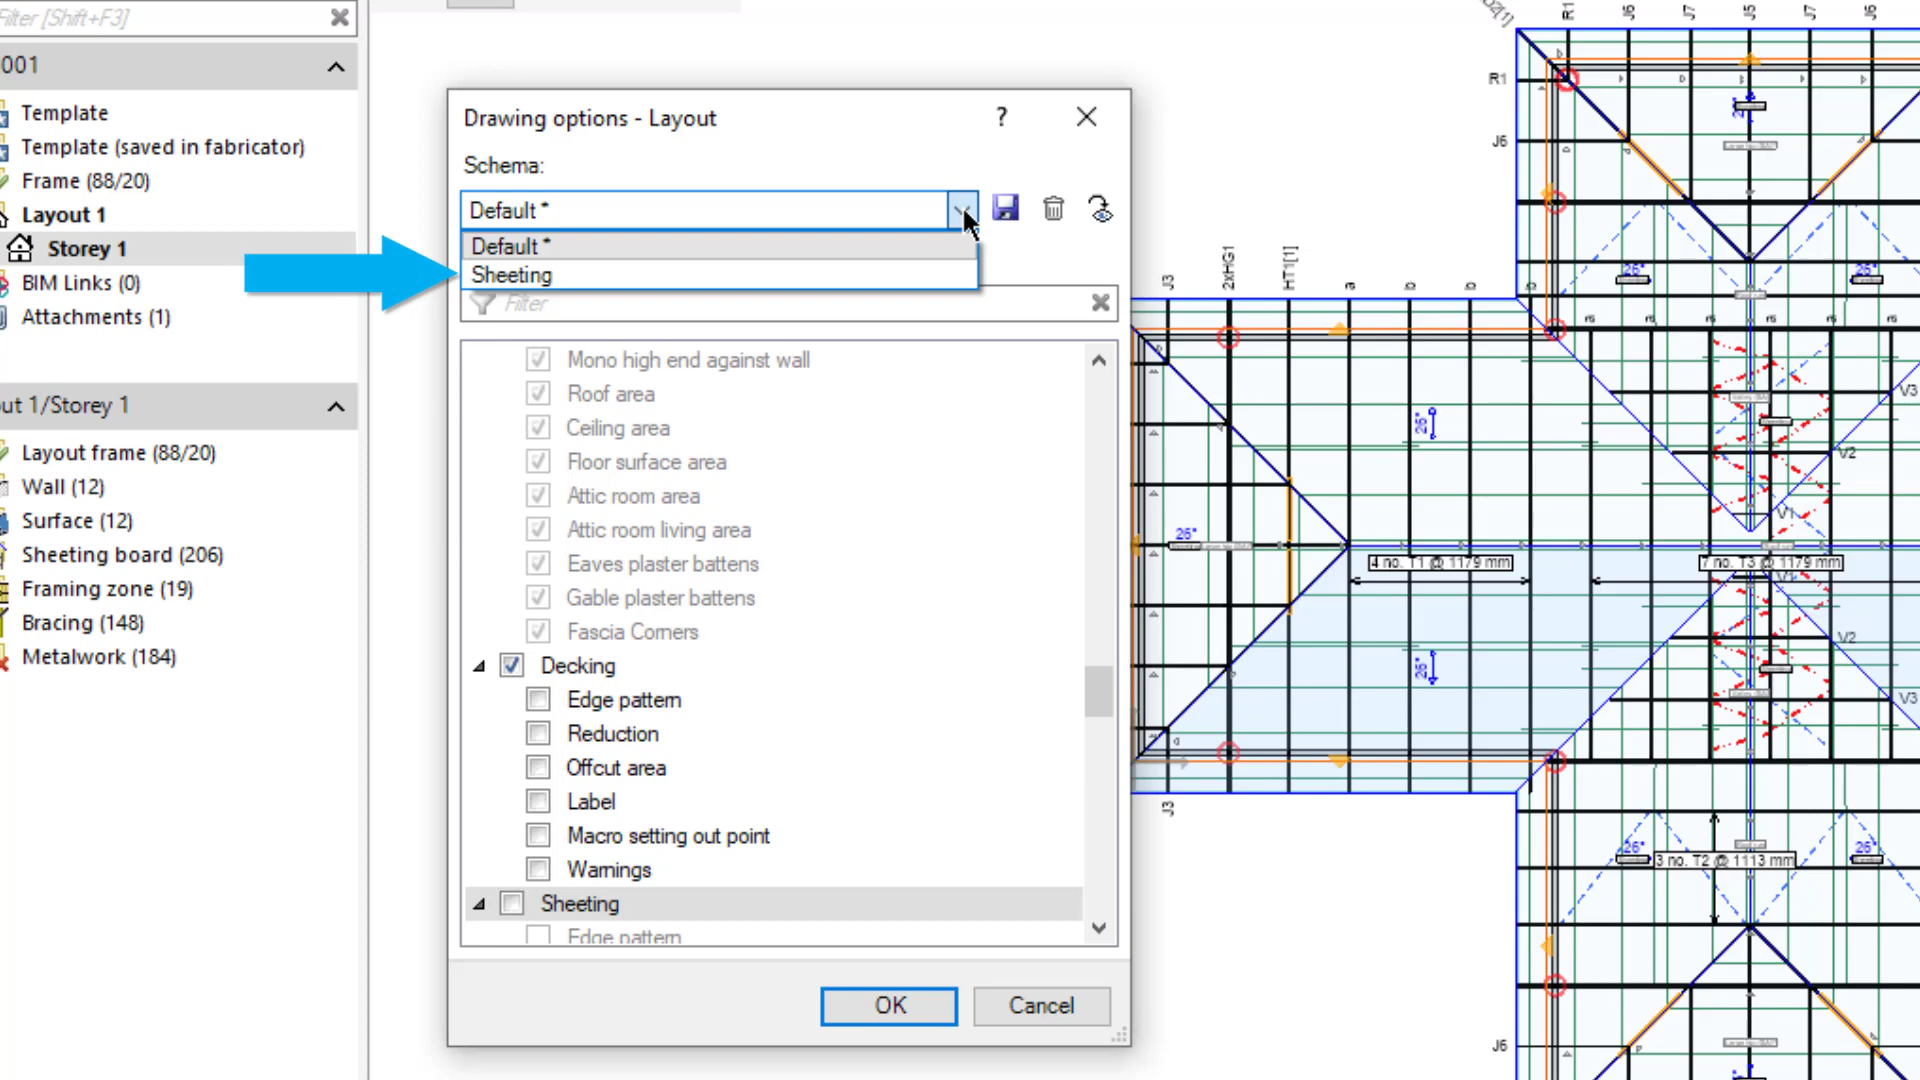 Filter [Shift+F3]
001
Template
Template (saved in fabricator)
Frame (88/20)
Layout 1
Storey 1
BIM Links (0)
Attachments (1)
out 1/Storey 1
Layout frame (88/20)
Wall (12)
Surface (12)
Sheeting board (206)
Framing zone (19)
Bracing (148)
Metalwork (184)
Drawing options - Layout
?
Schema:
Default *
Default *
Sheeting
Filter
Mono high end against wall
Roof area
Ceiling area
Floor surface area
Attic room area
Attic room living area
Eaves plaster battens
Gable plaster battens
Fascia Corners
Decking
Edge pattern
Reduction
Offcut area
Label
Macro setting out point
Warnings
Sheeting
Edge pattern
OK
Cancel
R1
J6
J7
J5
J7
J6
R1
J6
26°
26°
J3
2xHG1
HT1[1]
a
b
b
b
a
a
a
a
a
a
26°
26°
V3
V2
V1
4 no. T1 @ 1179 mm
7 no. T3 @ 1179 mm
V1
V2
26°
V3
J3
26°
3 no. T2 @ 1113 mm
26°
J6